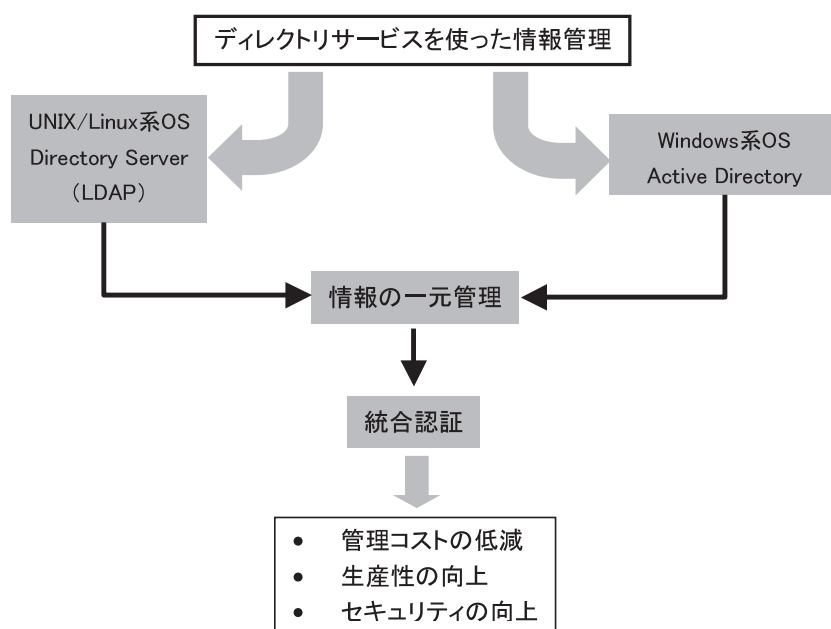 ディレクトリサービスを使った情報管理
UNIX/Linux系OS
Directory Server
(LDAP)
Windows系OS
Active Directory
情報の一元管理
統合認証
• 管理コストの低減
• 生産性の向上
• セキュリティの向上